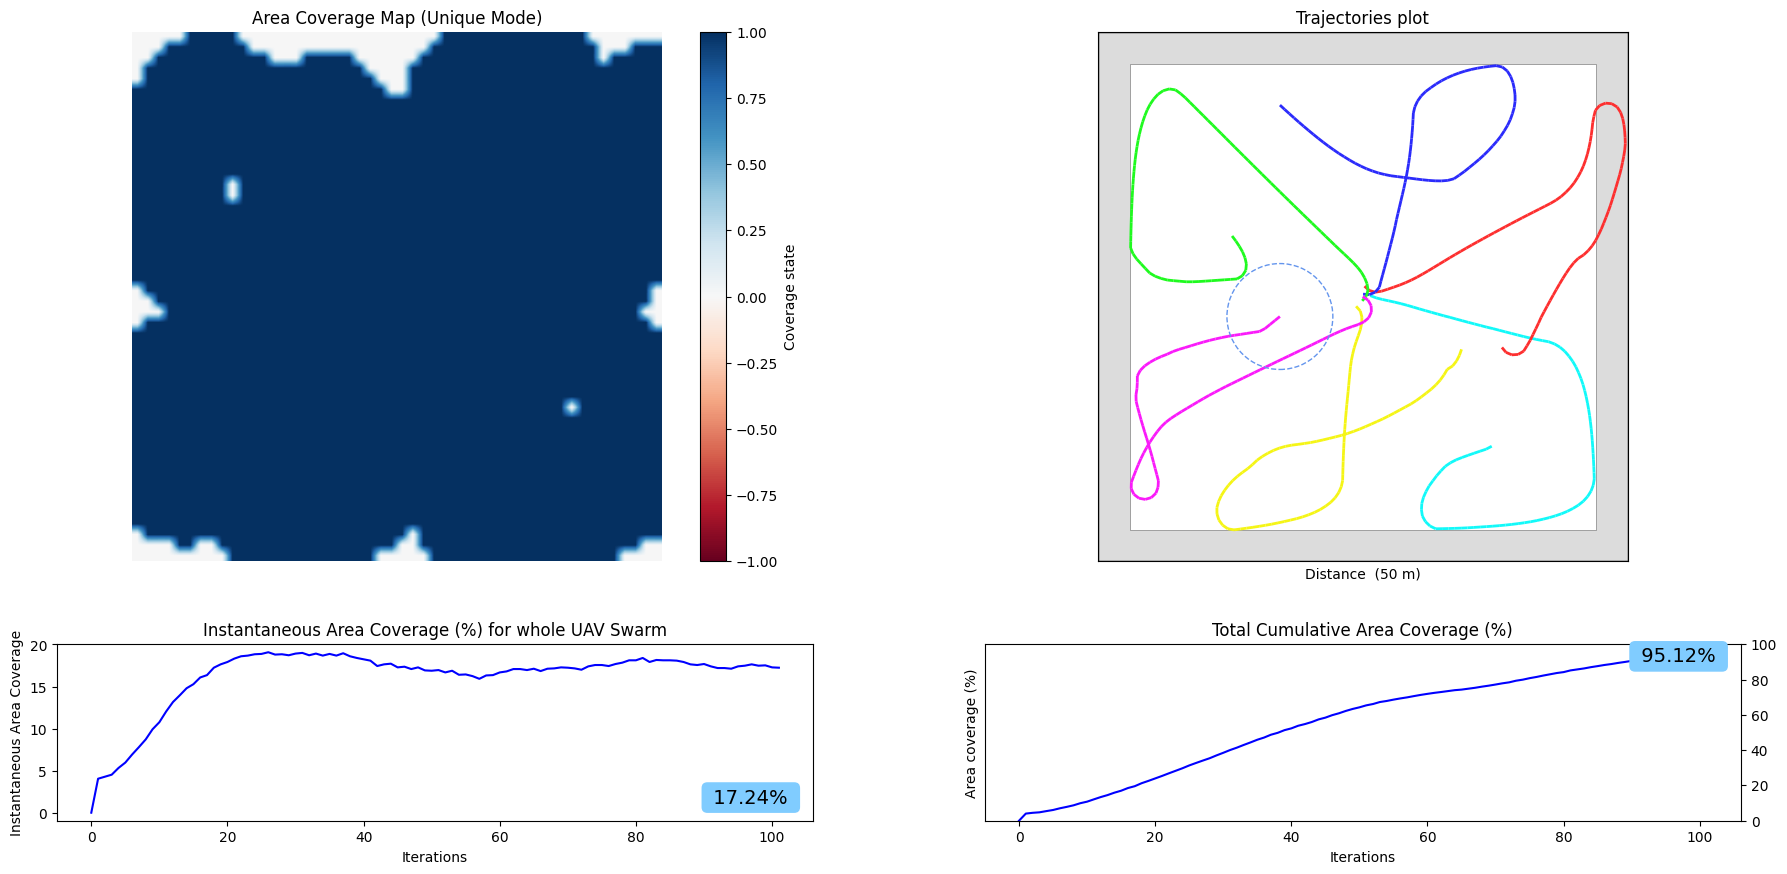 Area Coverage Map (Unique Mode)
1.00
0.75
0.50
0.25
0.00
−0.25
−0.50
−0.75
−1.00
Coverage state
Trajectories plot
Distance  (50 m)
Instantaneous Area Coverage (%) for whole UAV Swarm
Instantaneous Area Coverage
20
15
10
5
0
17.24%
0 20 40 60 80 100
Iterations
Total Cumulative Area Coverage (%)
Area coverage (%)
95.12%
100
80
60
40
20
0
0 20 40 60 80 100
Iterations